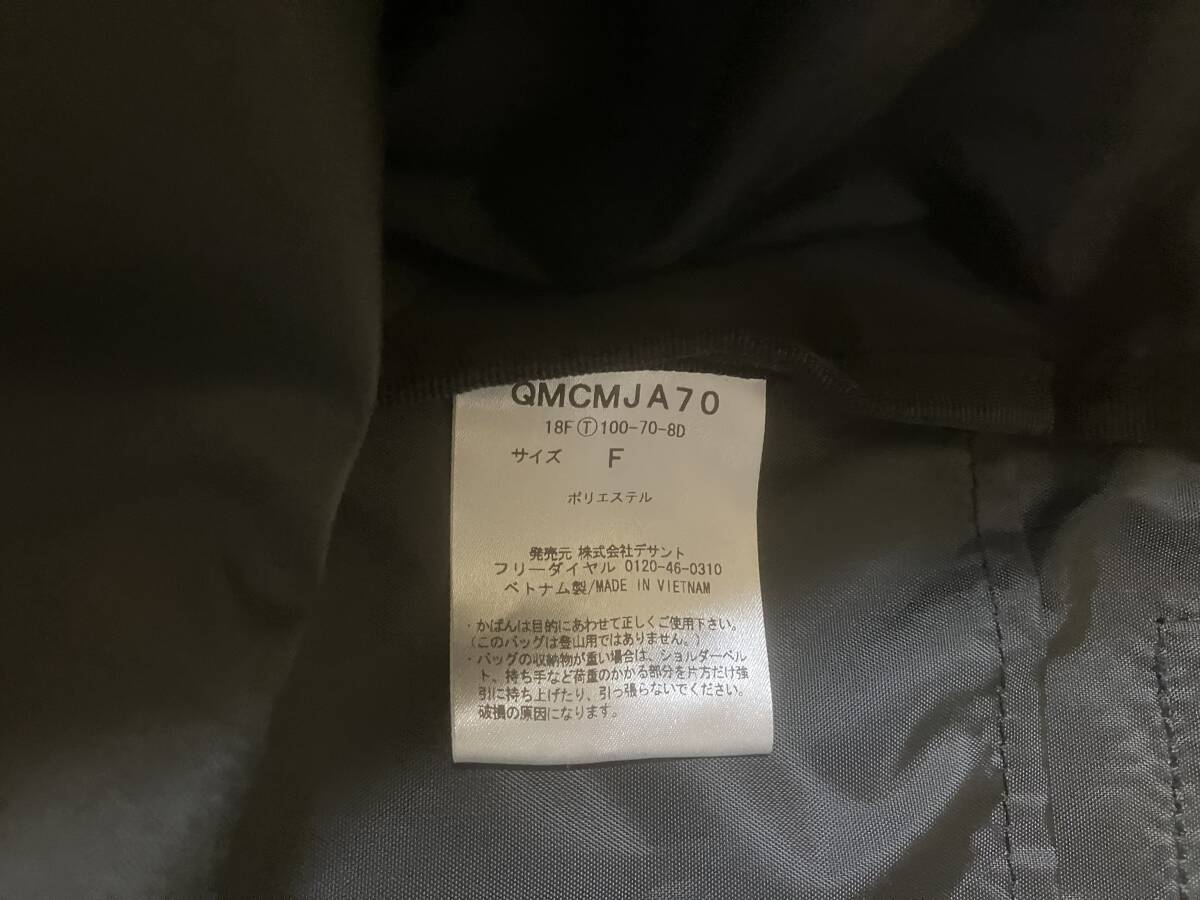 QMCMJA70
18FⓉ100-70-8D
サイズ F
ポリエステル
発売元 株式会社デサント
フリーダイヤル 0120-46-0310
ベトナム製/MADE IN VIETNAM
・かばんは目的にあわせて正しくご使用下さい。
(このバッグは登山用ではありません。)
・バッグの収納物が重い場合は、ショルダーベル
ト、持ち手など荷重のかかる部分を片方だけ強
引に持ち上げたり、引っ張らないでください。
破損の原因になります。